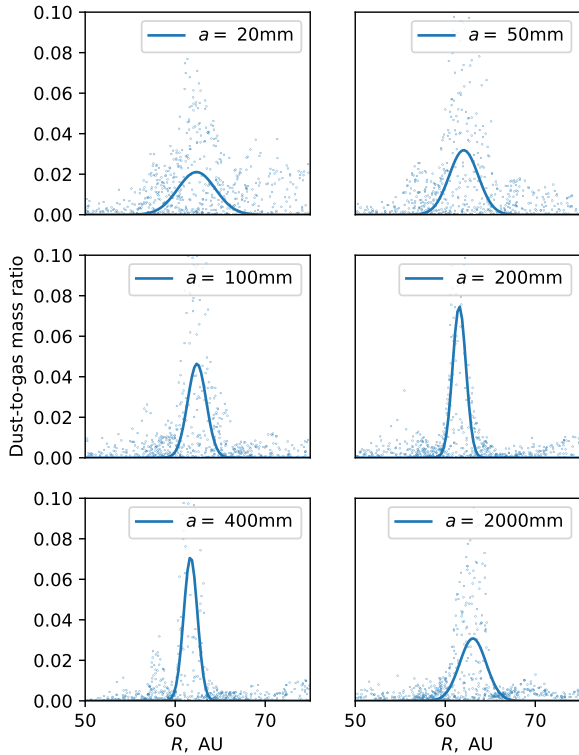 0.10
0.08
0.06
0.04
0.02
0.00
a = 20mm
a = 50mm
Dust-to-gas mass ratio
0.10
0.08
0.06
0.04
0.02
0.00
a = 100mm
a = 200mm
0.10
0.08
0.06
0.04
0.02
0.00
a = 400mm
a = 2000mm
50 60 70
50 60 70
R, AU
R, AU